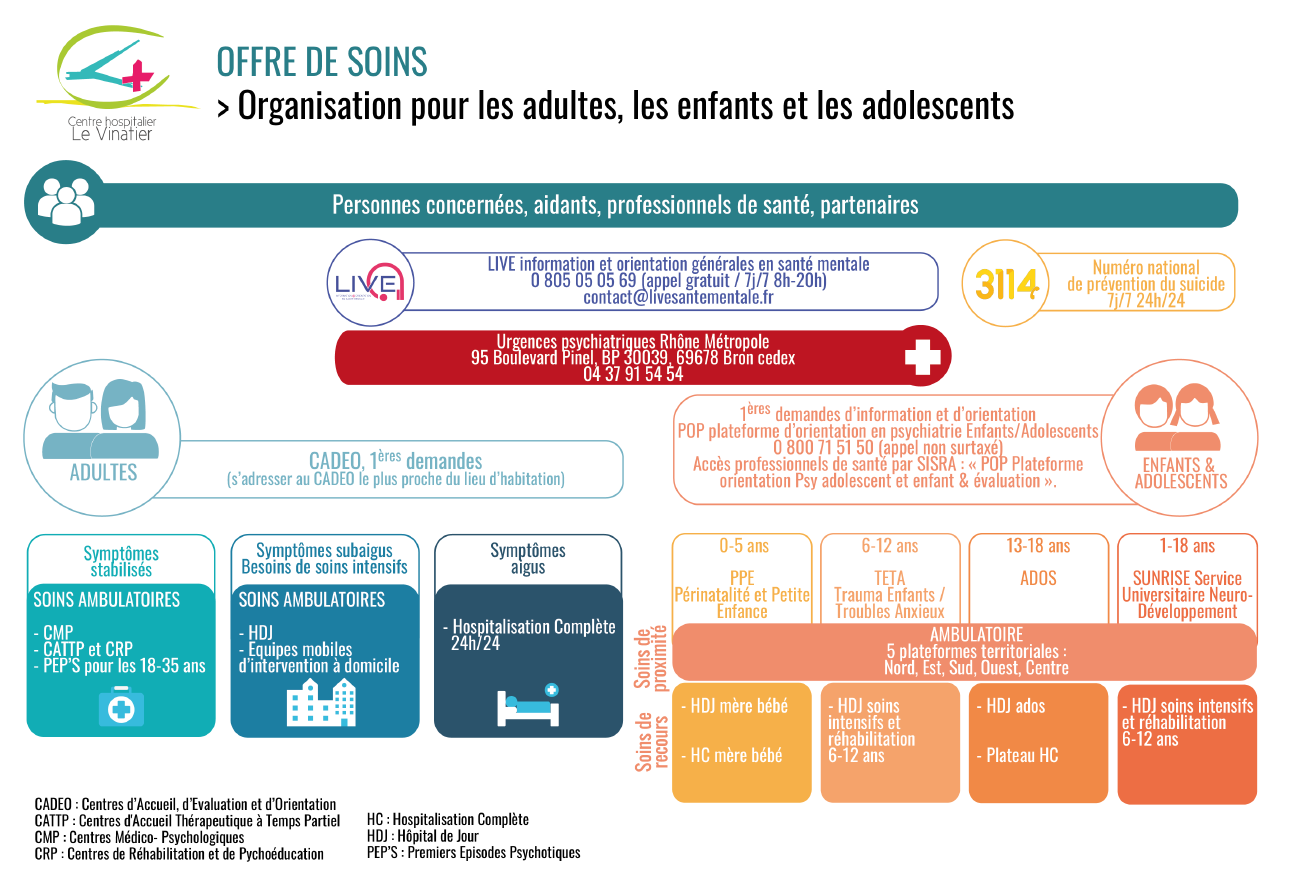 OFFRE DE SOINS
> Organisation pour les adultes, les enfants et les adolescents
Centre hospitalier
Le Vinatier
Personnes concernées, aidants, professionnels de santé, partenaires
LIVE
LIVE information et orientation générales en santé mentale
0 805 05 05 69 (appel gratuit / 7j/7 8h-20h)
contact@livesantementale.fr
3114
Numéro national
de prévention du suicide
7j/7 24h/24
Urgences psychiatriques Rhône Métropole
95 Boulevard Pinel, BP 30039, 69678 Bron cedex
04 37 91 54 54
ADULTES
CADEO, 1ères demandes
(s'adresser au CADEO le plus proche du lieu d'habitation)
1ères demandes d'information et d'orientation
POP plateforme d'orientation en psychiatrie Enfants/Adolescents
0 800 71 51 50 (appel non surtaxé)
Accès professionnels de santé par SISRA : « POP Plateforme
orientation Psy adolescent et enfant & évaluation ».
ENFANTS &
ADOLESCENTS
Symptômes
stabilisés
SOINS AMBULATOIRES
- CMP
- CATTP et CRP
- PEP'S pour les 18-35 ans
Symptômes subaigus
Besoins de soins intensifs
SOINS AMBULATOIRES
- HDJ
- Equipes mobiles
d'intervention à domicile
Symptômes
aigus
- Hospitalisation Complète
24h/24
0-5 ans
PPE
Périnatalité et Petite
Enfance
6-12 ans
TETA
Trauma Enfants /
Troubles Anxieux
13-18 ans
ADOS
1-18 ans
SUNRISE Service
Universitaire Neuro-
Développement
Soins de
proximité
AMBULATOIRE
5 plateformes territoriales :
Nord, Est, Sud, Ouest, Centre
Soins de
recours
- HDJ mère bébé
- HC mère bébé
- HDJ soins
intensifs et
réhabilitation
6-12 ans
- HDJ ados
- Plateau HC
- HDJ soins intensifs
et réhabilitation
6-12 ans
CADEO : Centres d'Accueil, d'Evaluation et d'Orientation
CATTP : Centres d'Accueil Thérapeutique à Temps Partiel
CMP : Centres Médico- Psychologiques
CRP : Centres de Réhabilitation et de Pychoéducation
HC : Hospitalisation Complète
HDJ : Hôpital de Jour
PEP'S : Premiers Episodes Psychotiques